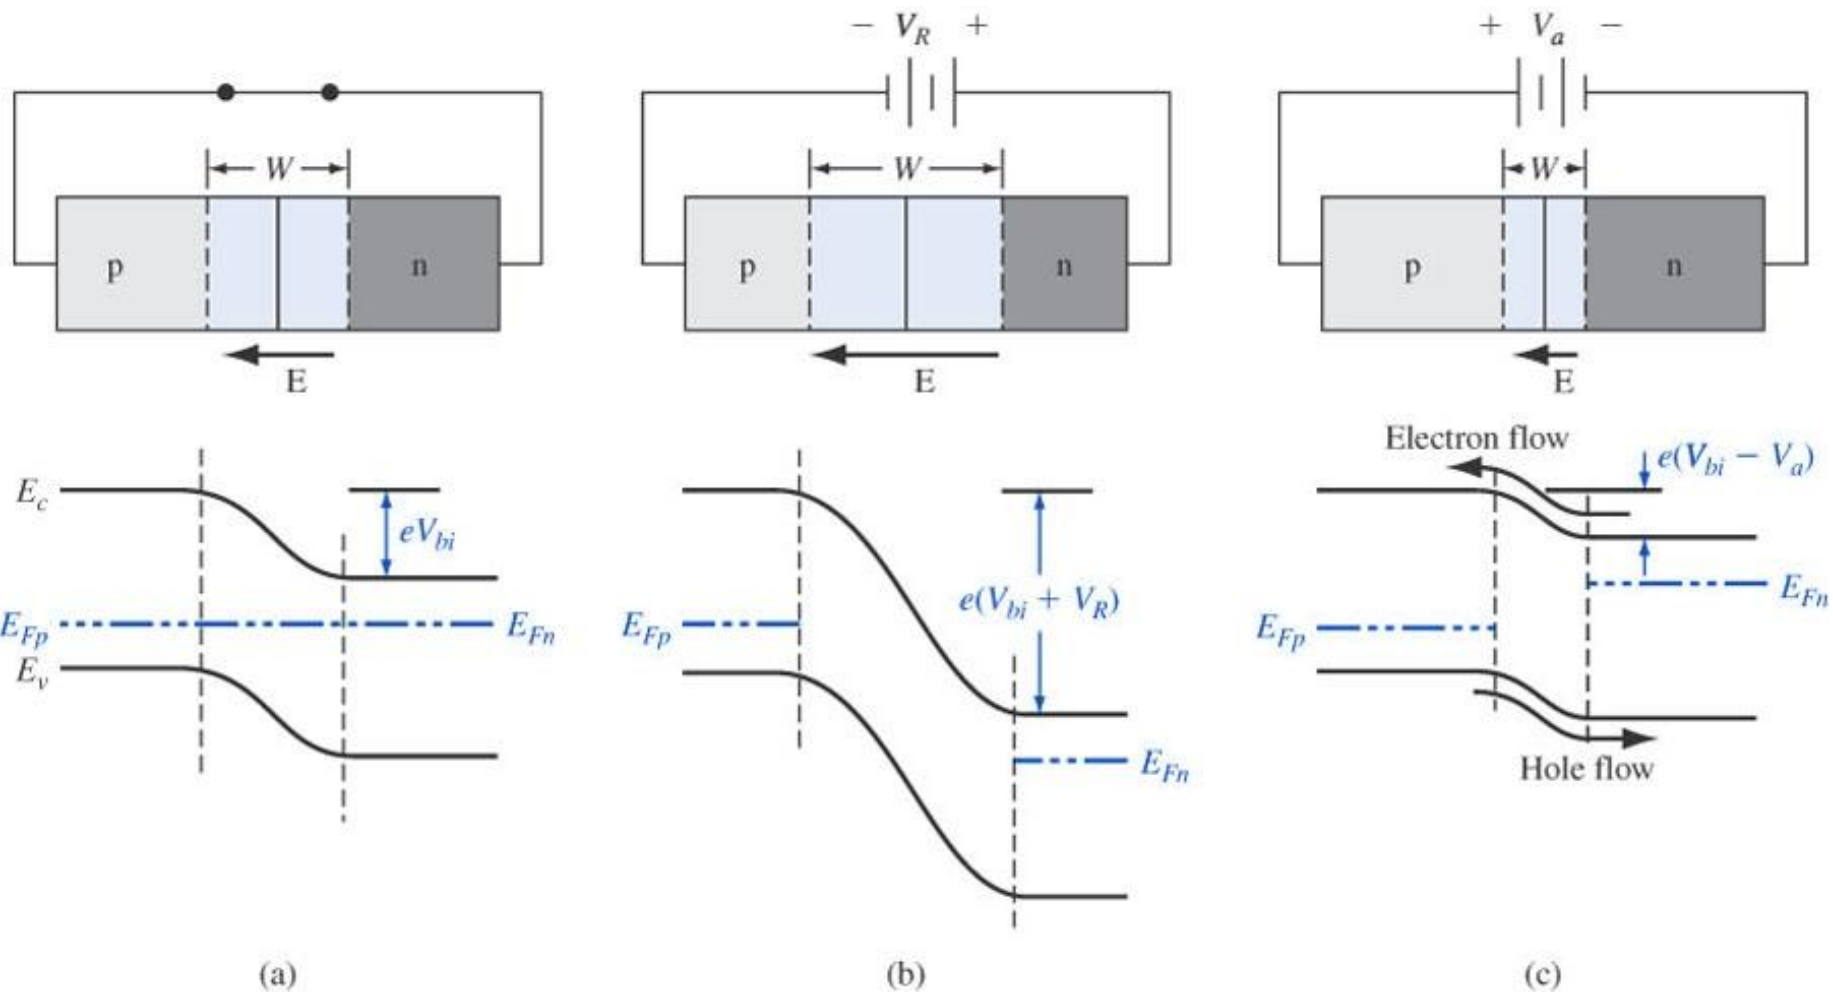 − V_R +
+ V_a −
W
W
W
p
n
p
n
p
n
E
E
E
Electron flow
e(V_bi − V_a)
E_c
eV_bi
e(V_bi + V_R)
E_Fn
E_Fp
E_Fn
E_Fp
E_Fp
E_v
E_Fn
Hole flow
(a)
(b)
(c)